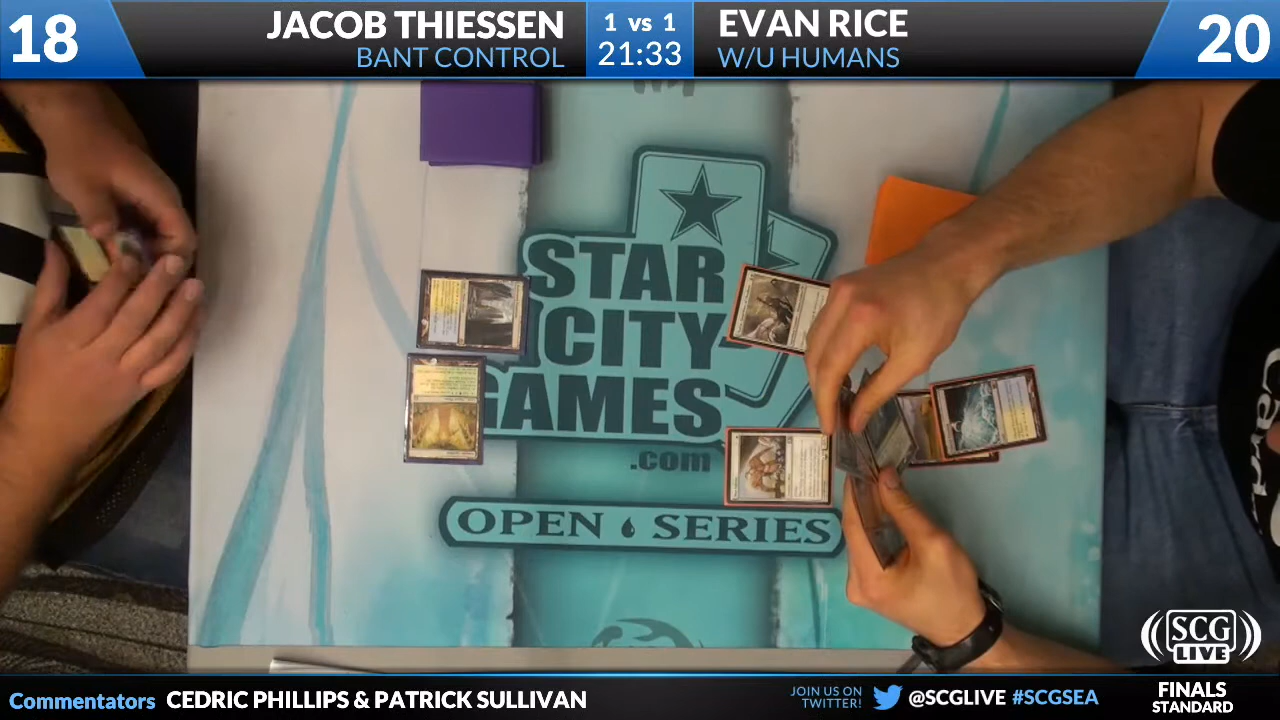 18
JACOB THIESSEN
BANT CONTROL
1 vs 1
21:33
EVAN RICE
W/U HUMANS
20
STAR
CITY
GAMES
.com
OPEN SERIES
SCG
LIVE
Commentators CEDRIC PHILLIPS & PATRICK SULLIVAN
JOIN US ON
TWITTER!
@SCGLIVE #SCGSEA
FINALS
STANDARD